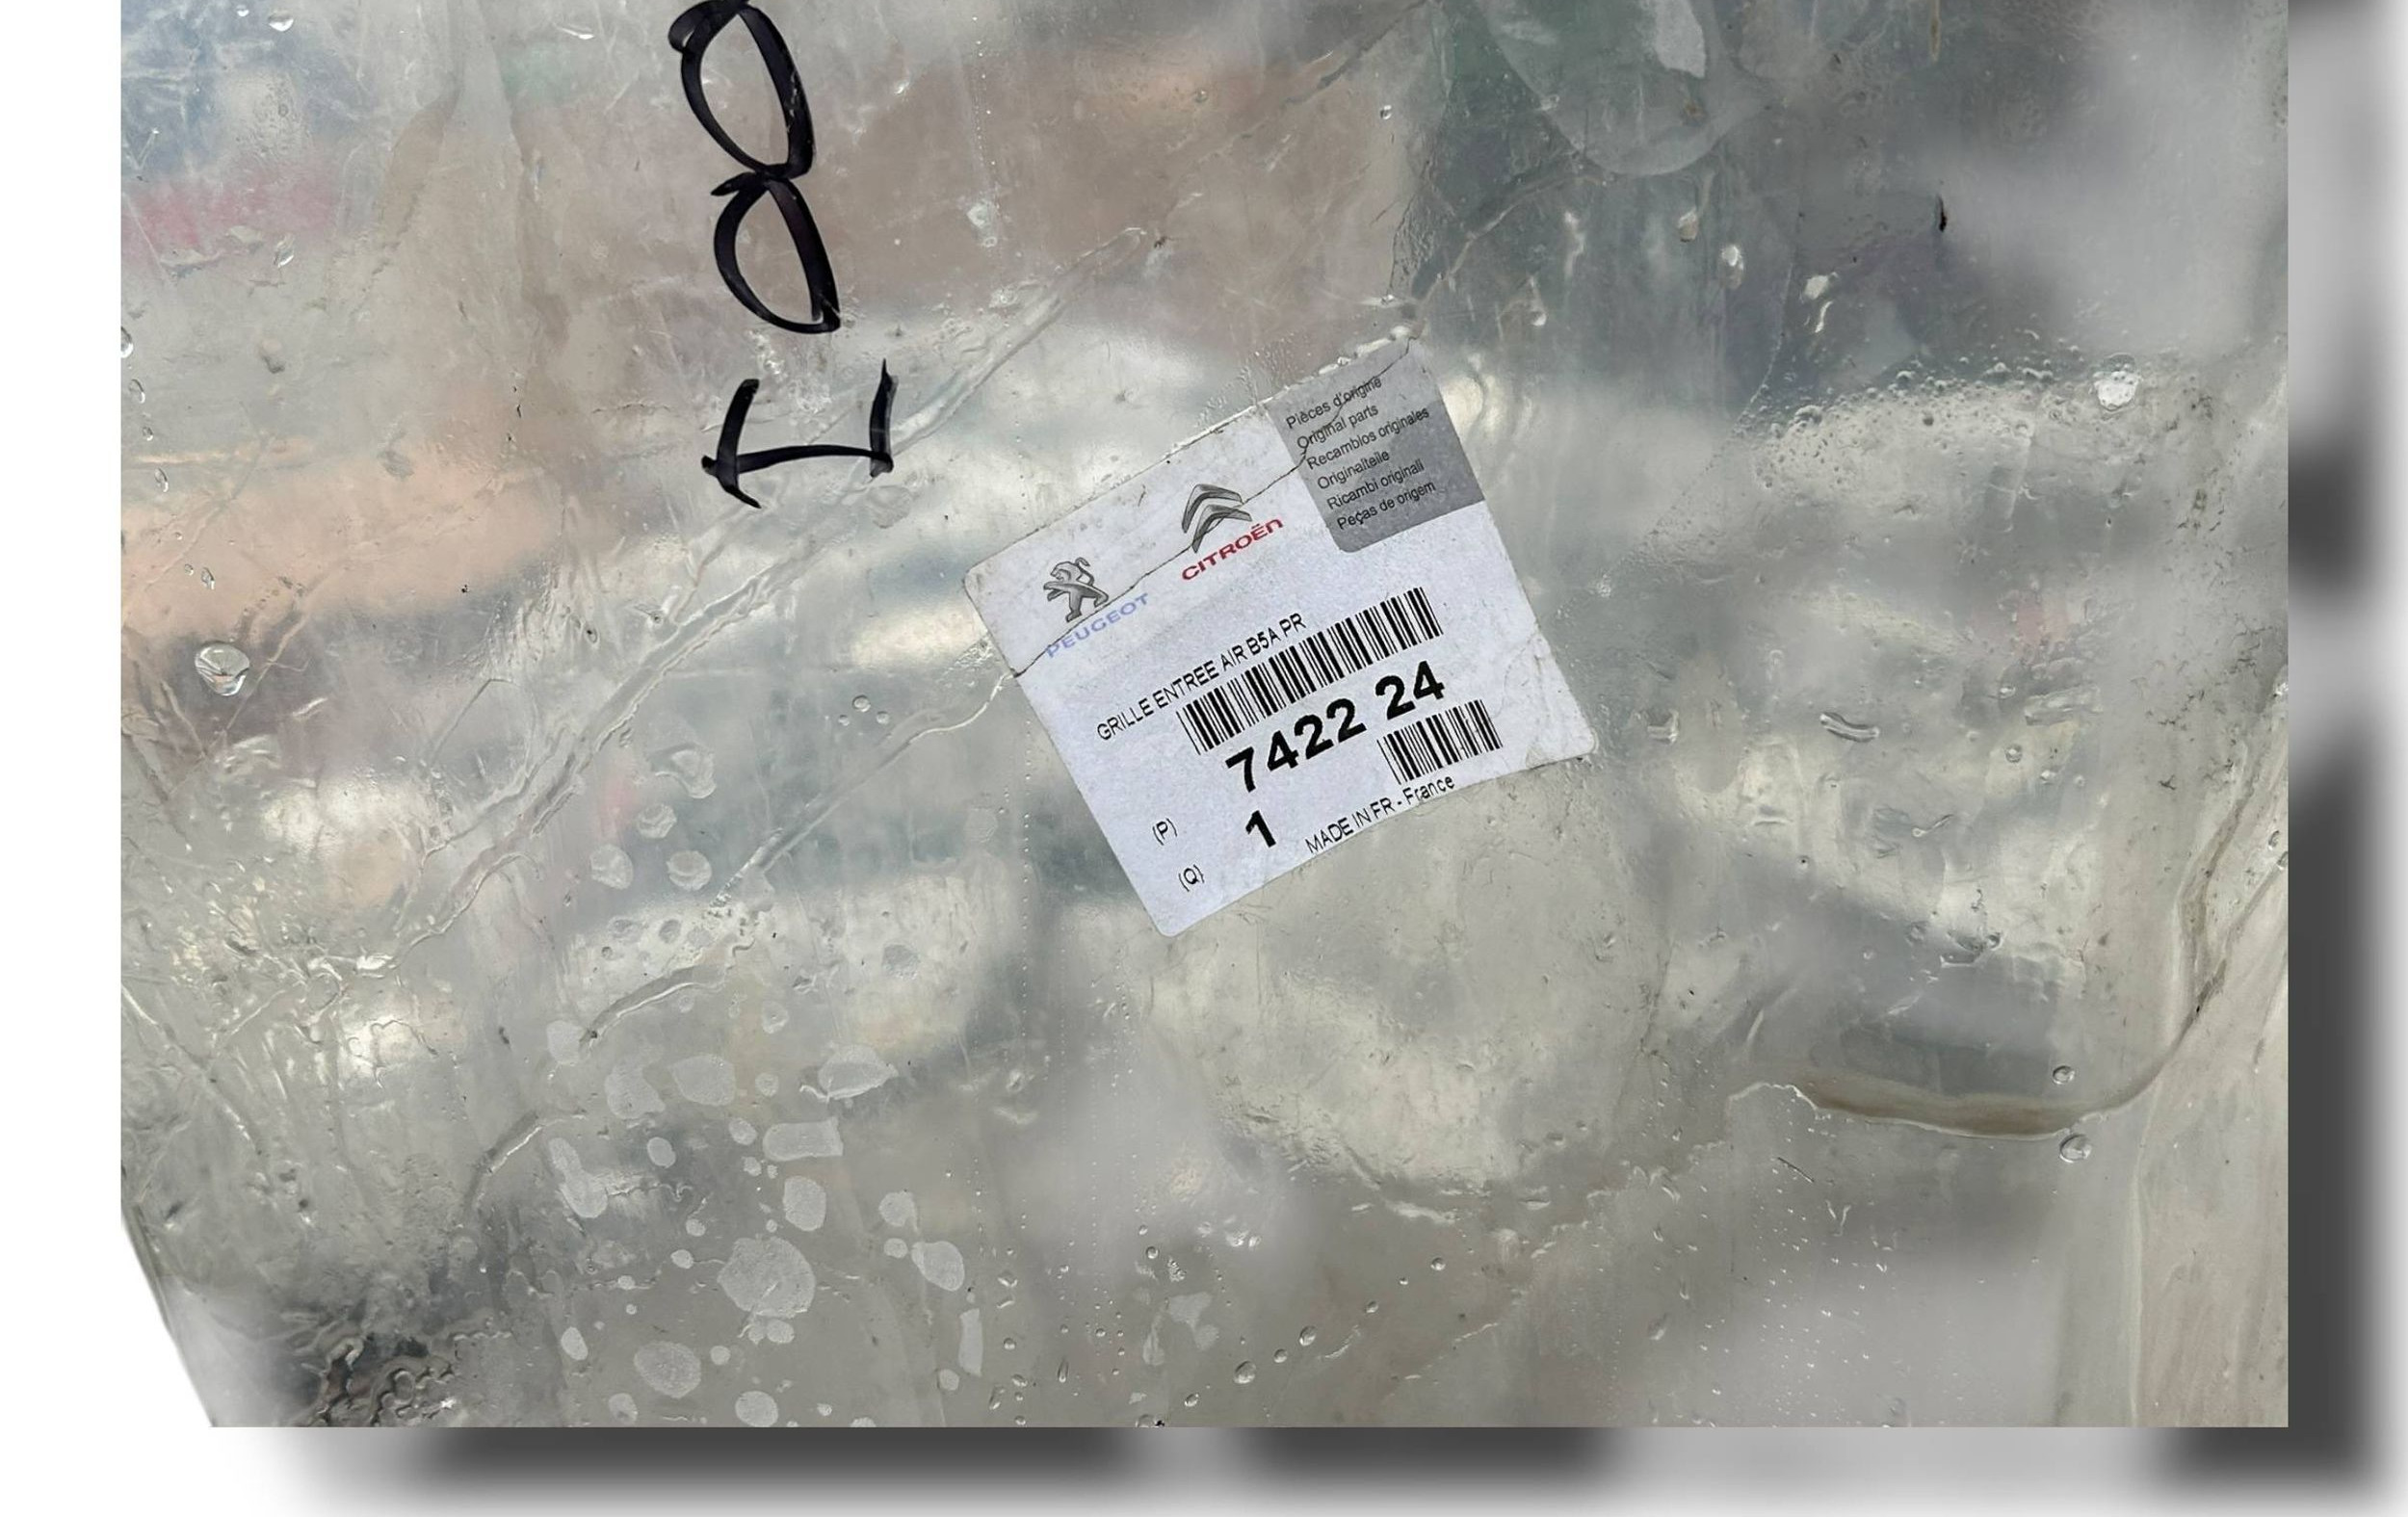 Pièces d'origine
Original parts
Recambios originales
Originalteile
Ricambi originali
Peças de origem
PEUGEOT
CITROËN
GRILLE ENTREE AIR B5A PR
(P) 7422 24
(Q) 1
MADE IN FR - France